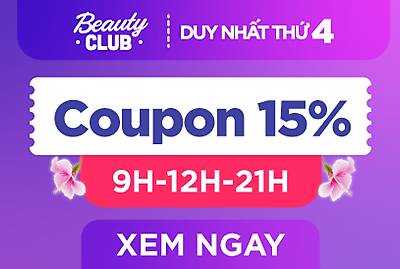 Beauty CLUB
DUY NHẤT THỨ 4
Coupon 15%
9H-12H-21H
XEM NGAY